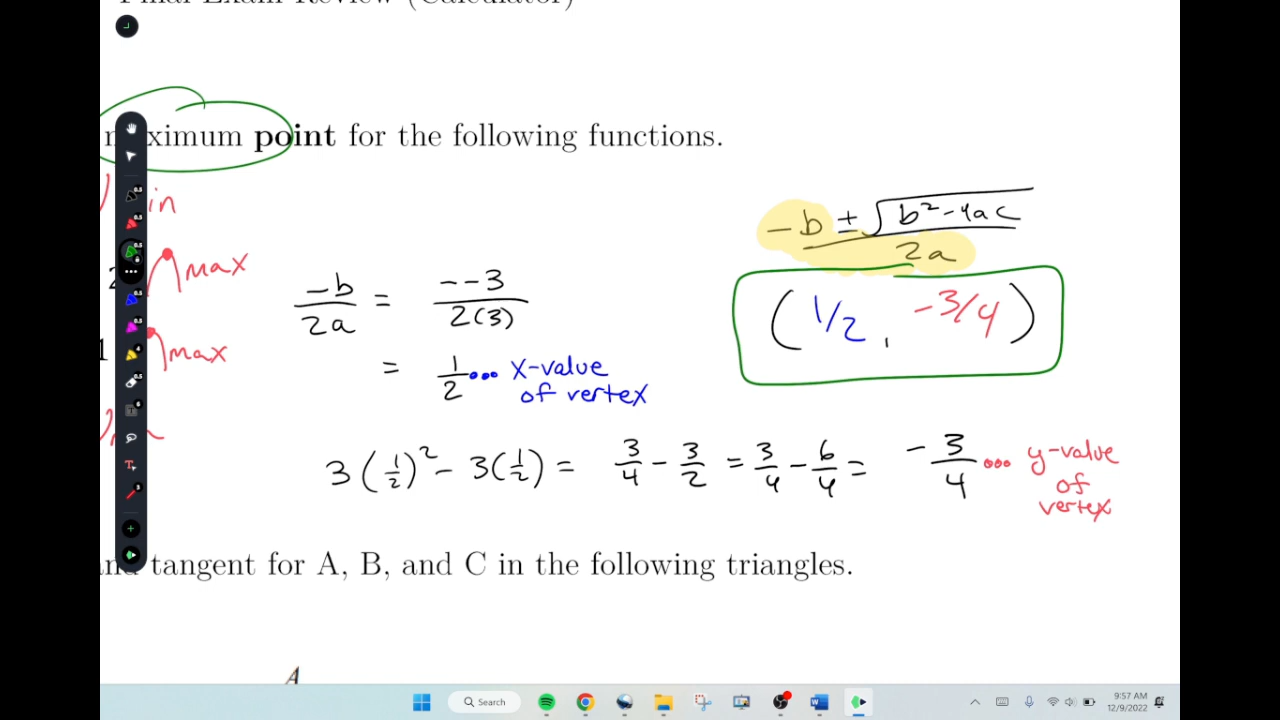 Final Exam Review (Calculator)
maximum point for the following functions.
in
max
max
1
-b ± √b² - 4ac
2a
-b/2a = --3/2(3)
= 1/2 ... x-value
of vertex
(1/2, -3/4)
3(1/2)² - 3(1/2) = 3/4 - 3/2 = 3/4 - 6/4 = -3/4 ... y-value
of
vertex
and tangent for A, B, and C in the following triangles.
A
Search
9:57 AM
12/9/2022